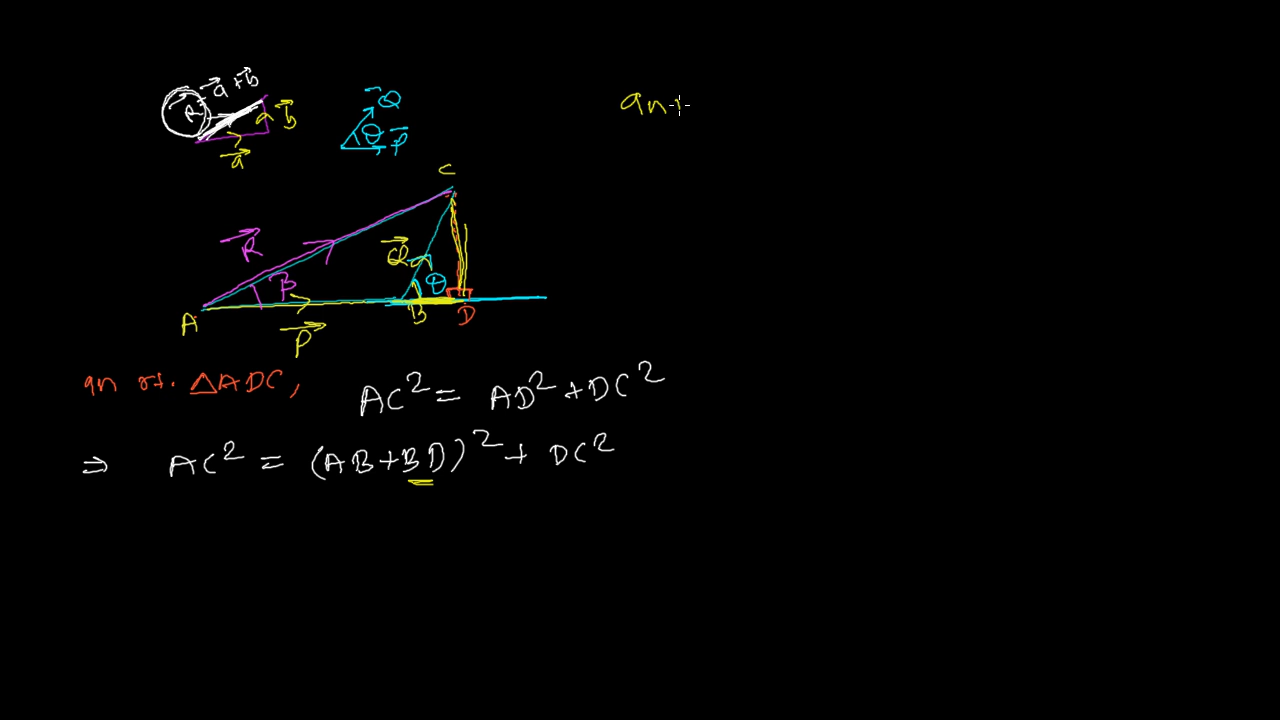 R⃗ = a⃗ + b⃗
b⃗
a⃗
Q⃗
θ
P⃗
C
R⃗
Q⃗
β
θ
A
B
D
P⃗
In rt. △ADC,
AC² = AD² + DC²
⇒ AC² = (AB+BD)² + DC²